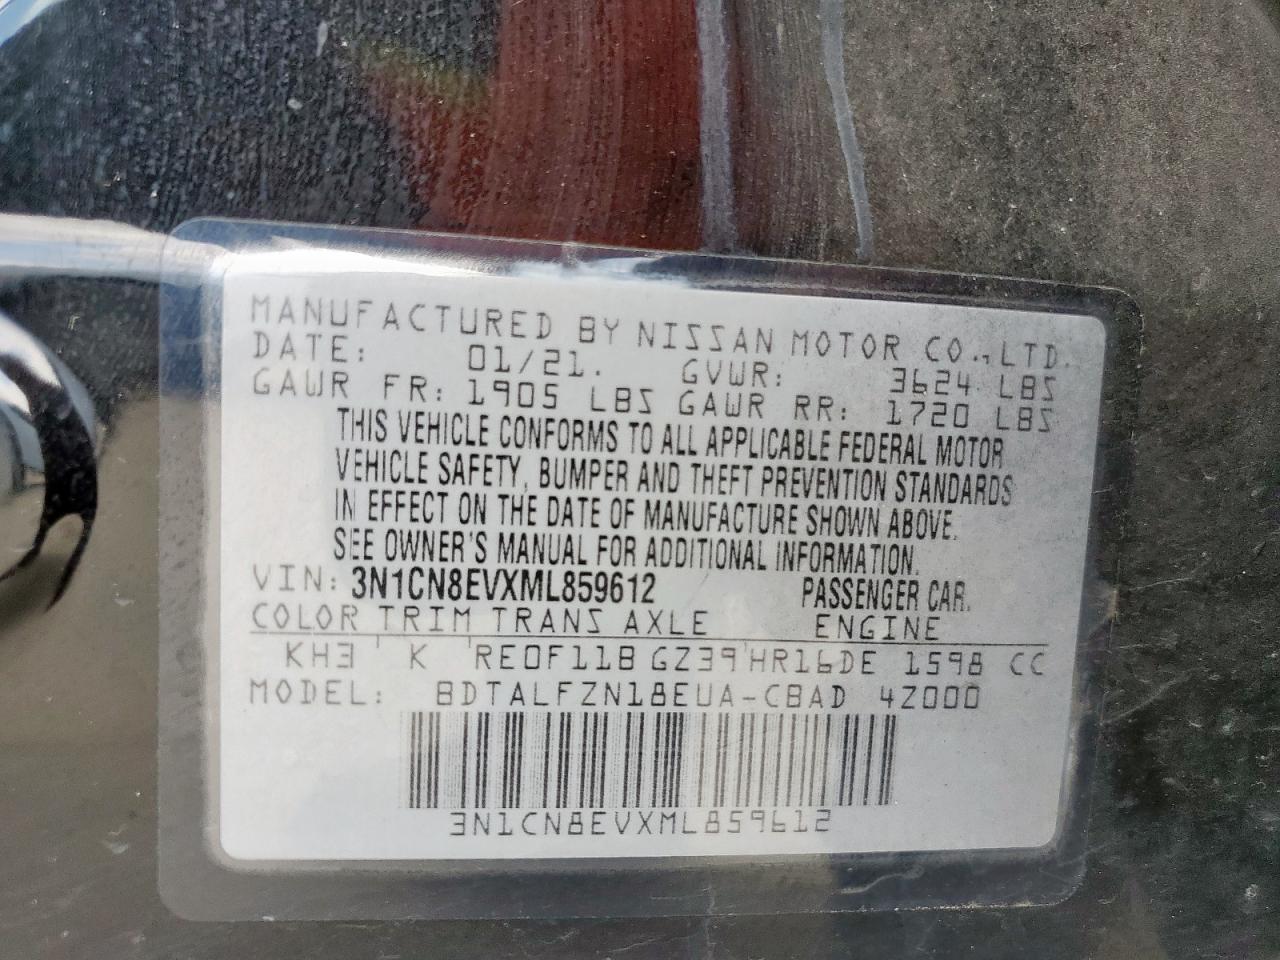 MANUFACTURED BY NISSAN MOTOR CO., LTD.
DATE: 01/21. GVWR: 3624 LBS
GAWR FR: 1905 LBS GAWR RR: 1720 LBS
THIS VEHICLE CONFORMS TO ALL APPLICABLE FEDERAL MOTOR
VEHICLE SAFETY, BUMPER AND THEFT PREVENTION STANDARDS
IN EFFECT ON THE DATE OF MANUFACTURE SHOWN ABOVE.
SEE OWNER'S MANUAL FOR ADDITIONAL INFORMATION.
VIN: 3N1CN8EVXML859612 PASSENGER CAR.
COLOR TRIM TRANS AXLE ENGINE
KH3 K RE0F11B GZ39 HR16DE 1598 CC
MODEL: BDTALFZN18EUA-CBAD 4Z000
3N1CN8EVXML859612